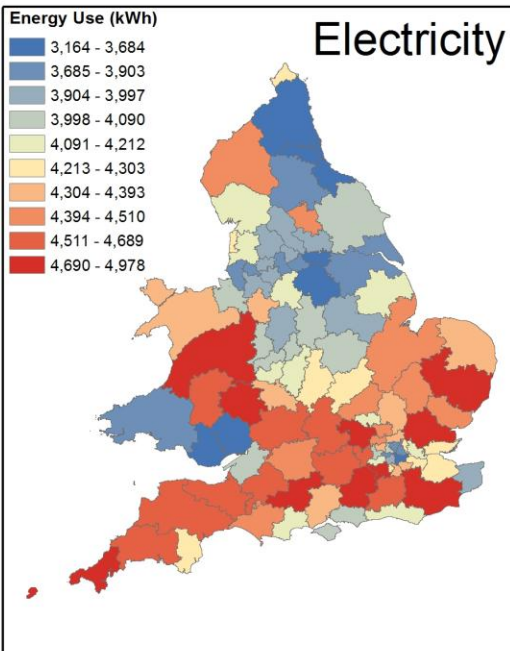 Energy Use (kWh)
Electricity
3,164 - 3,684
3,685 - 3,903
3,904 - 3,997
3,998 - 4,090
4,091 - 4,212
4,213 - 4,303
4,304 - 4,393
4,394 - 4,510
4,511 - 4,689
4,690 - 4,978